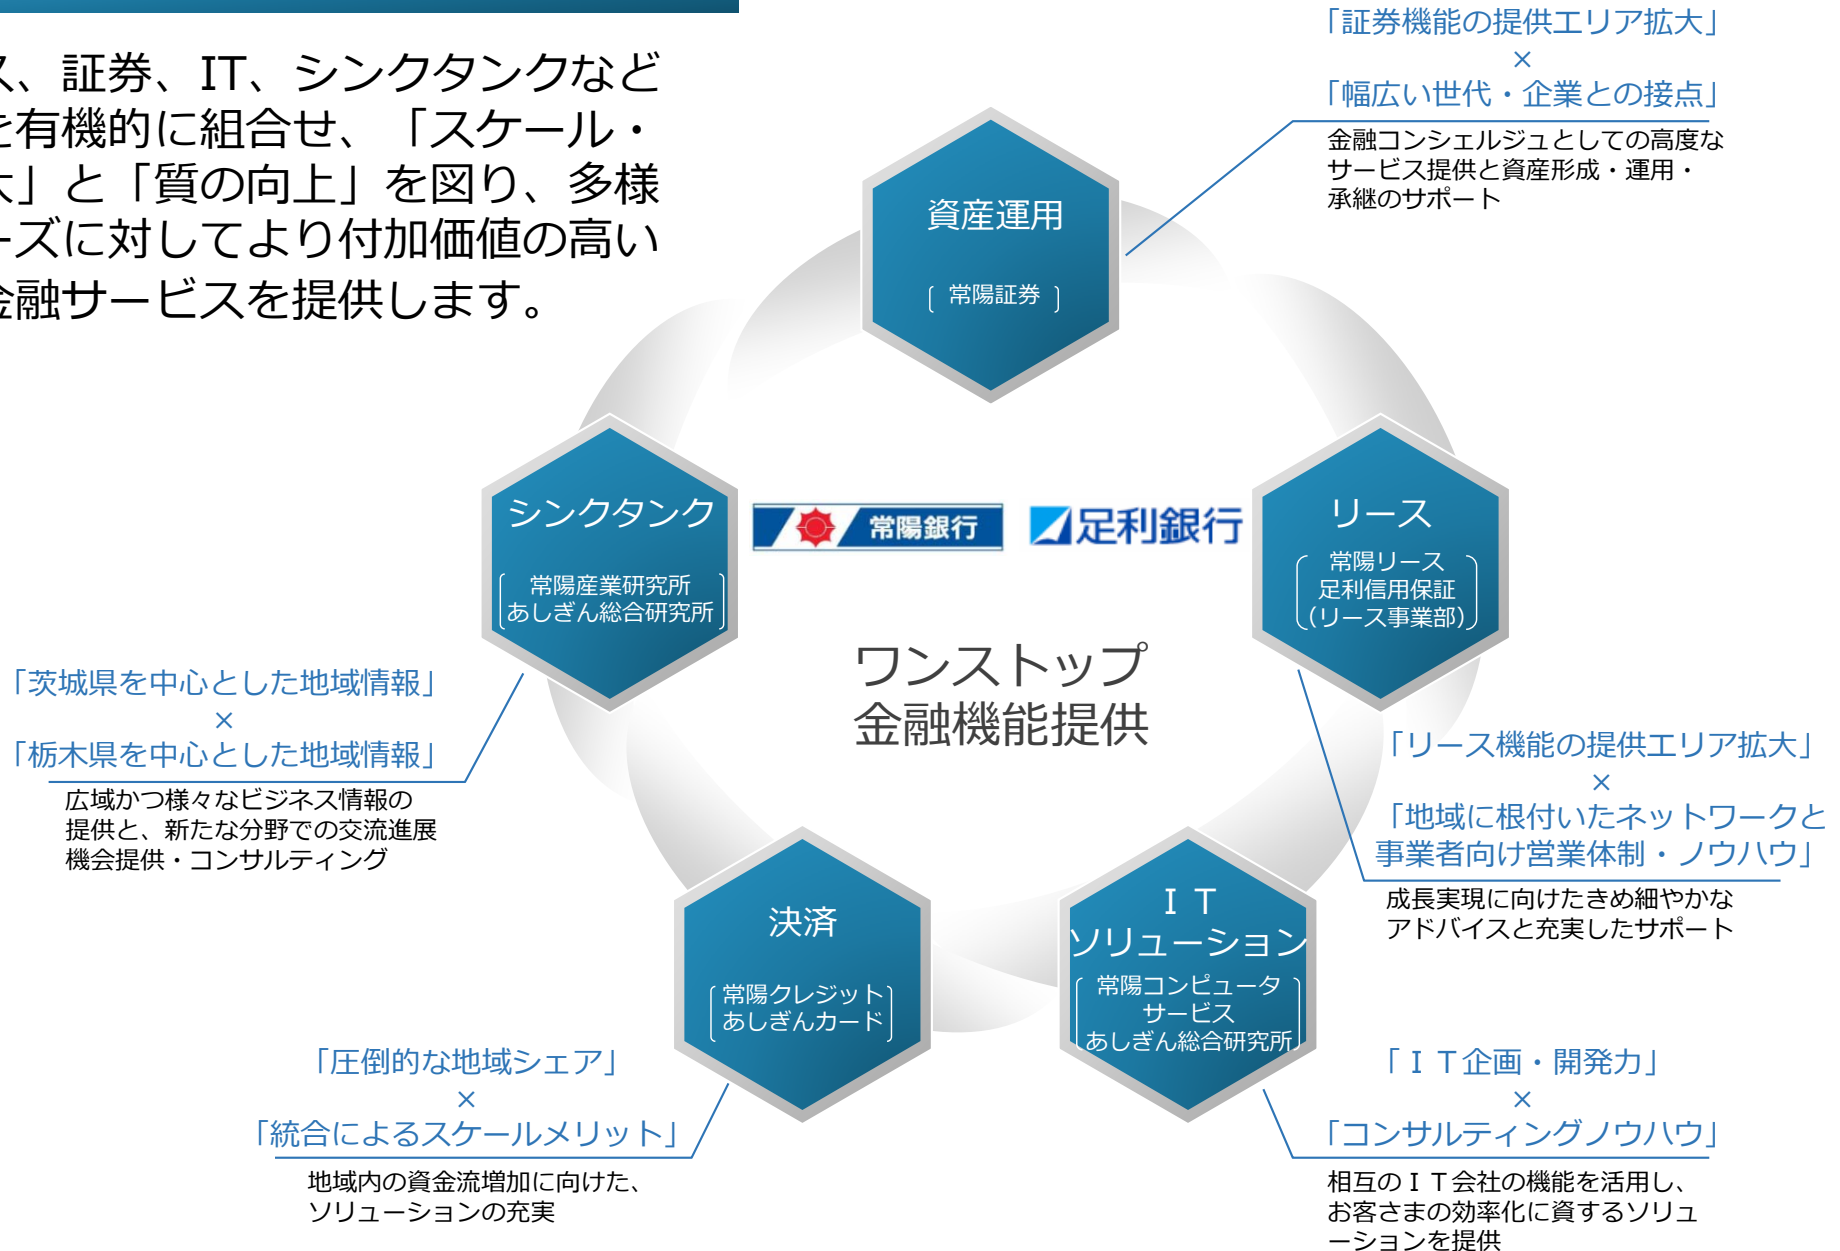 ス、証券、IT、シンクタンクなど
を有機的に組合せ、「スケール・
大」と「質の向上」を図り、多様
ーズに対してより付加価値の高い
金融サービスを提供します。
「証券機能の提供エリア拡大」
×
「幅広い世代・企業との接点」
金融コンシェルジュとしての高度な
サービス提供と資産形成・運用・
承継のサポート
資産運用
常陽証券
シンクタンク
常陽産業研究所
あしぎん総合研究所
常陽銀行
足利銀行
リース
常陽リース
足利信用保証
(リース事業部)
ワンストップ
金融機能提供
「茨城県を中心とした地域情報」
×
「栃木県を中心とした地域情報」
広域かつ様々なビジネス情報の
提供と、新たな分野での交流進展
機会提供・コンサルティング
「リース機能の提供エリア拡大」
×
「地域に根付いたネットワークと
事業者向け営業体制・ノウハウ」
成長実現に向けたきめ細やかな
アドバイスと充実したサポート
決済
常陽クレジット
あしぎんカード
ＩＴ
ソリューション
常陽コンピュータ
サービス
あしぎん総合研究所
「圧倒的な地域シェア」
×
「統合によるスケールメリット」
地域内の資金流増加に向けた、
ソリューションの充実
「ＩＴ企画・開発力」
×
「コンサルティングノウハウ」
相互のＩＴ会社の機能を活用し、
お客さまの効率化に資するソリュ
ーションを提供